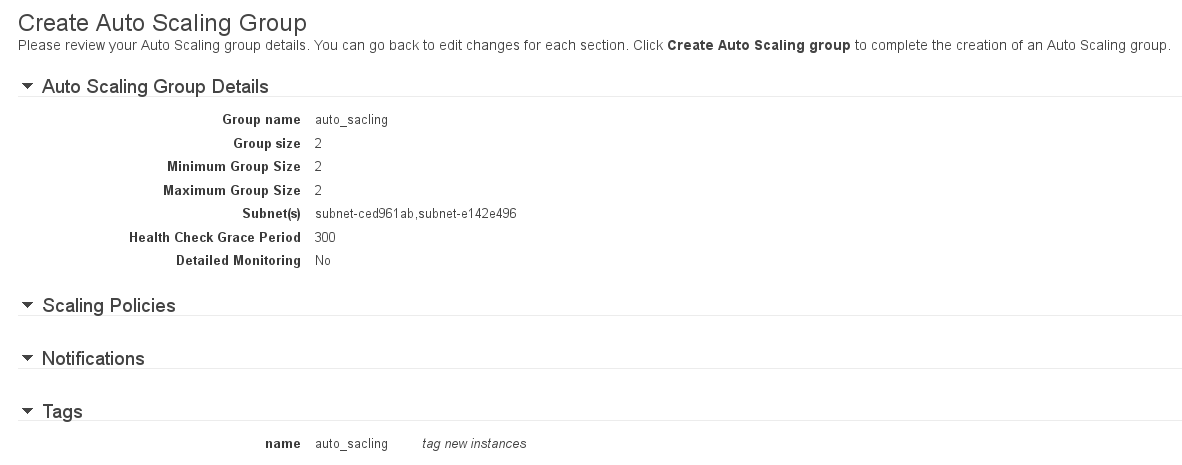 Create Auto Scaling Group
Please review your Auto Scaling group details. You can go back to edit changes for each section. Click Create Auto Scaling group to complete the creation of an Auto Scaling group.
Auto Scaling Group Details
Group name auto_sacling
Group size 2
Minimum Group Size 2
Maximum Group Size 2
Subnet(s) subnet-ced961ab,subnet-e142e496
Health Check Grace Period 300
Detailed Monitoring No
Scaling Policies
Notifications
Tags
name auto_sacling tag new instances